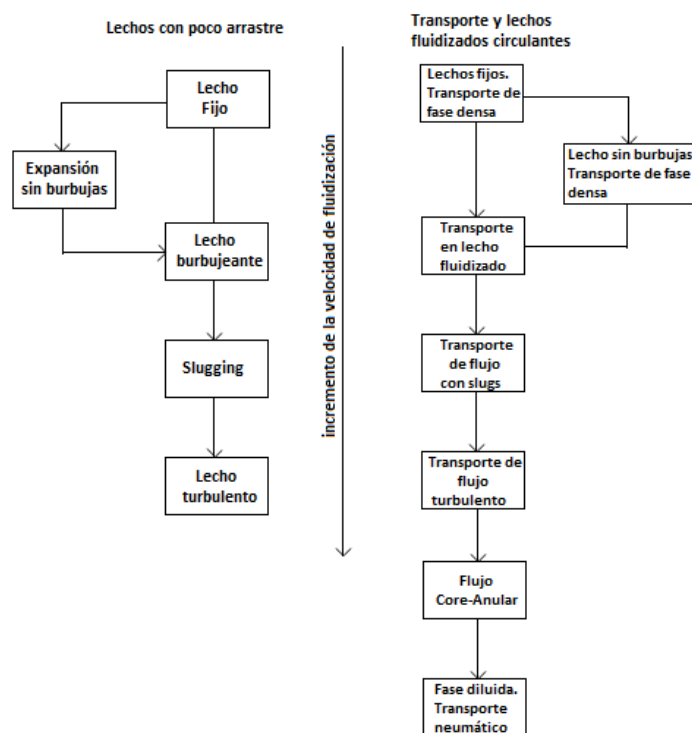 Lechos con poco arrastre
Lecho
Fijo
Expansión
sin burbujas
Lecho
burbujeante
Slugging
Lecho
turbulento
incremento de la velocidad de fluidización
Transporte y lechos
fluidizados circulantes
Lechos fijos.
Transporte de
fase densa
Lecho sin burbujas
Transporte de fase
densa
Transporte
en lecho
fluidizado
Transporte
de flujo
con slugs
Transporte de
flujo
turbulento
Flujo
Core-Anular
Fase diluida.
Transporte
neumático